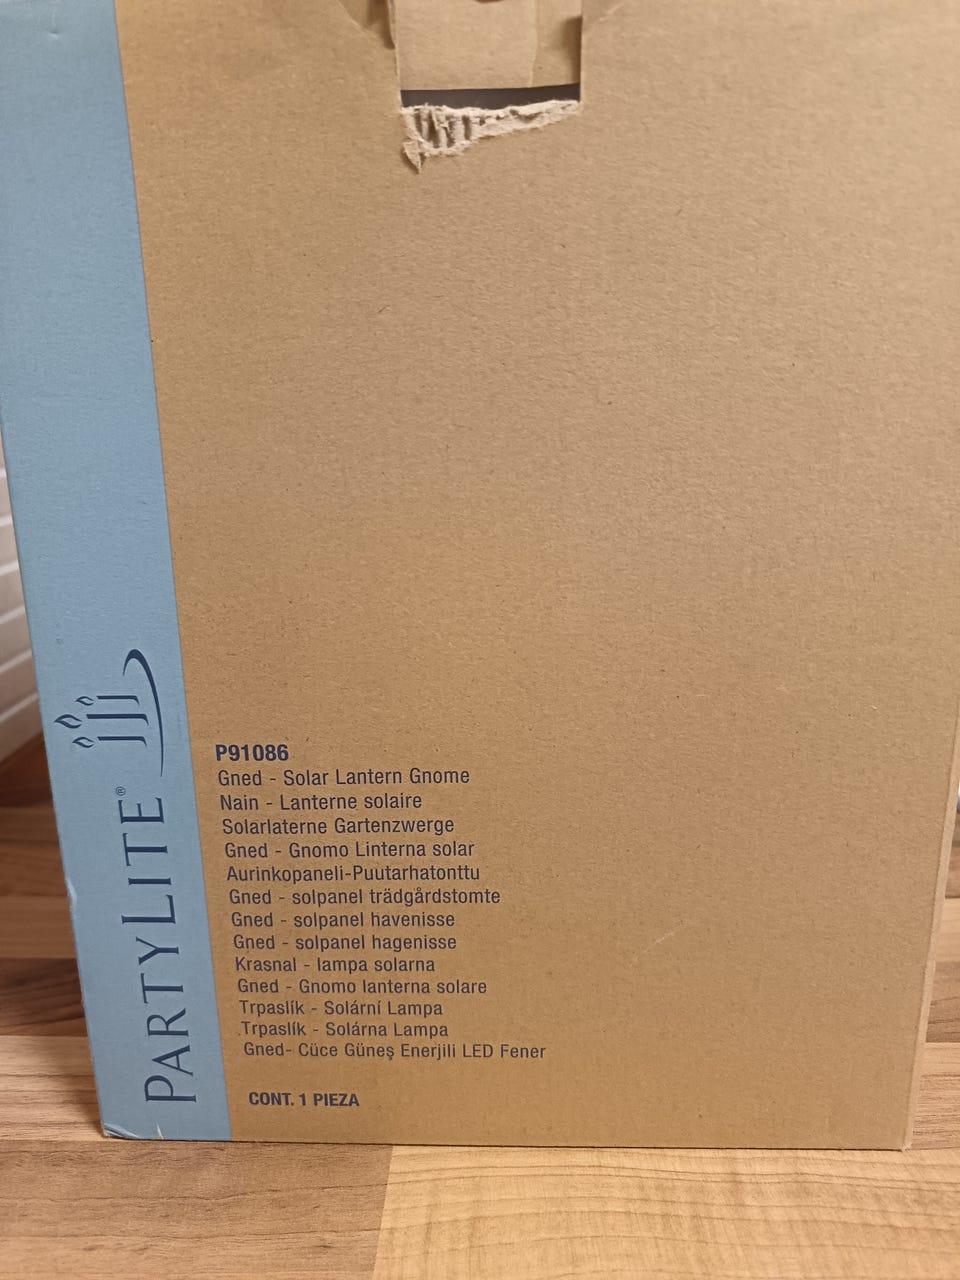 PARTYLITE®
P91086
Gned - Solar Lantern Gnome
Nain - Lanterne solaire
Solarlaterne Gartenzwerge
Gned - Gnomo Linterna solar
Aurinkopaneli-Puutarhatonttu
Gned - solpanel trädgårdstomte
Gned - solpanel havenisse
Gned - solpanel hagenisse
Krasnal - lampa solarna
Gned - Gnomo lanterna solare
Trpaslík - Solární Lampa
Trpaslík - Solárna Lampa
Gned- Cüce Güneş Enerjili LED Fener
CONT. 1 PIEZA